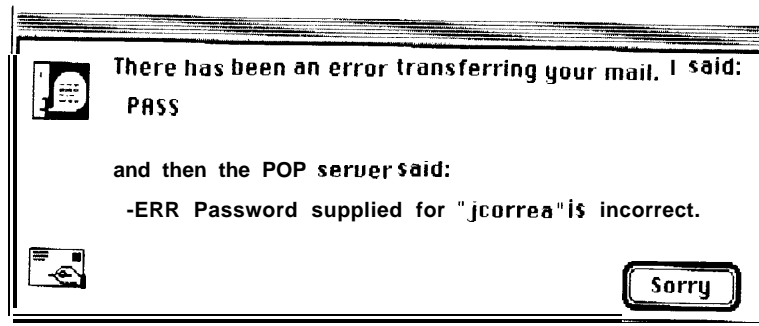 There has been an error transferring your mail. I said:
PASS
and then the POP server said:
-ERR Password supplied for "jcorrea" is incorrect.
Sorry